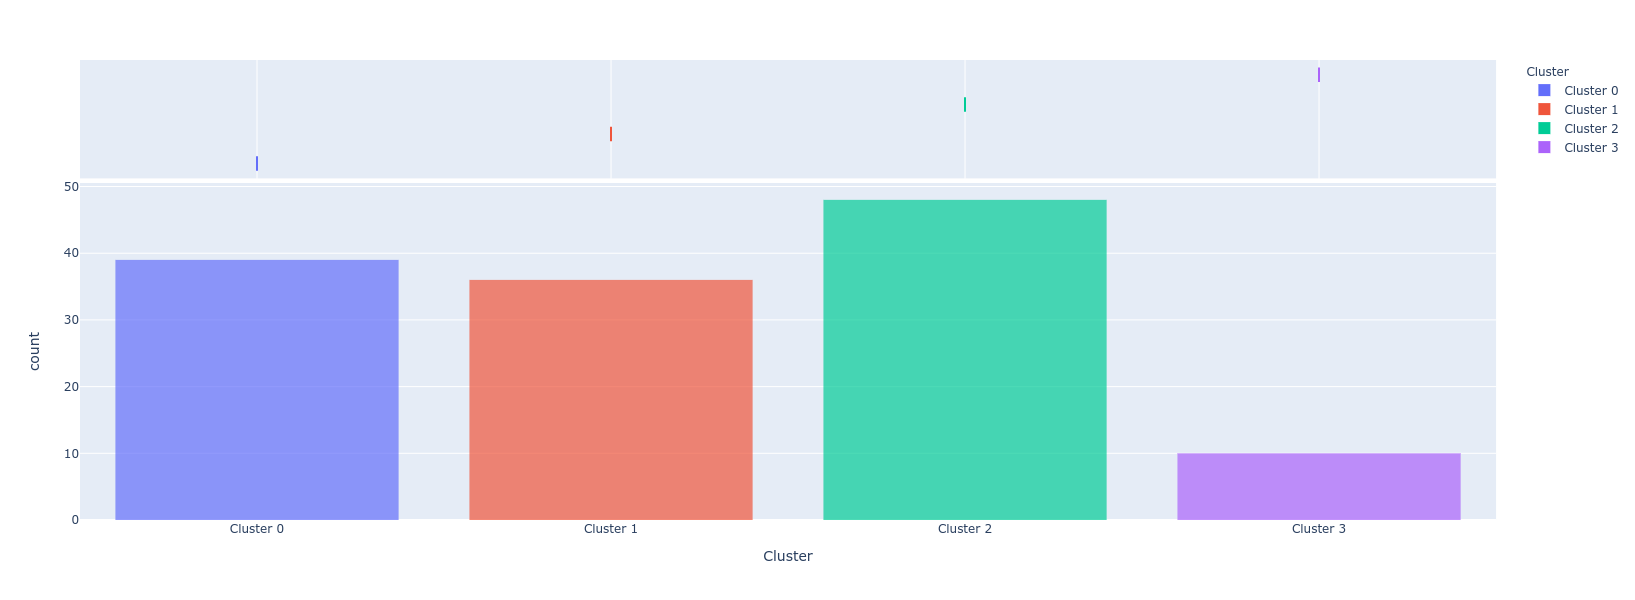 Cluster
Cluster 0
Cluster 1
Cluster 2
Cluster 3
50
40
30
20
10
0
count
Cluster 0
Cluster 1
Cluster 2
Cluster 3
Cluster